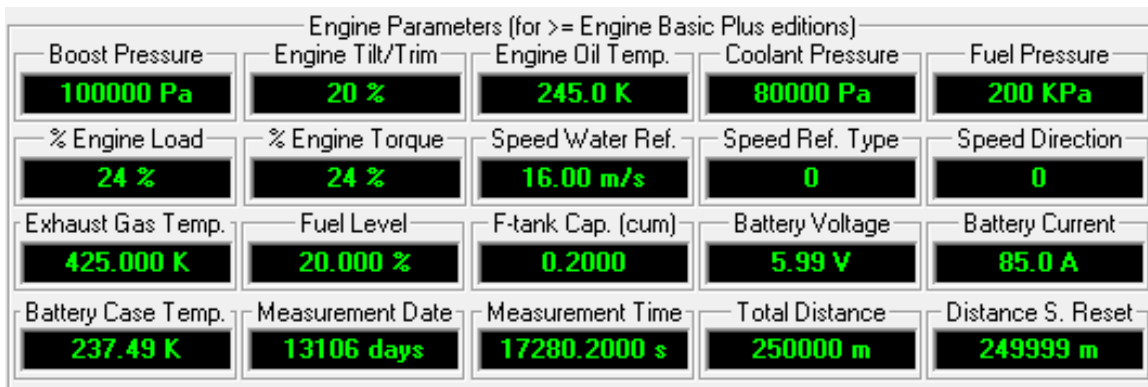 Engine Parameters (for >= Engine Basic Plus editions)
Boost Pressure Engine Tilt/Trim Engine Oil Temp. Coolant Pressure Fuel Pressure
100000 Pa 20 % 245.0 K 80000 Pa 200 KPa
% Engine Load % Engine Torque Speed Water Ref. Speed Ref. Type Speed Direction
24 % 24 % 16.00 m/s 0 0
Exhaust Gas Temp. Fuel Level F-tank Cap. (cum) Battery Voltage Battery Current
425.000 K 20.000 % 0.2000 5.99 V 85.0 A
Battery Case Temp. Measurement Date Measurement Time Total Distance Distance S. Reset
237.49 K 13106 days 17280.2000 s 250000 m 249999 m